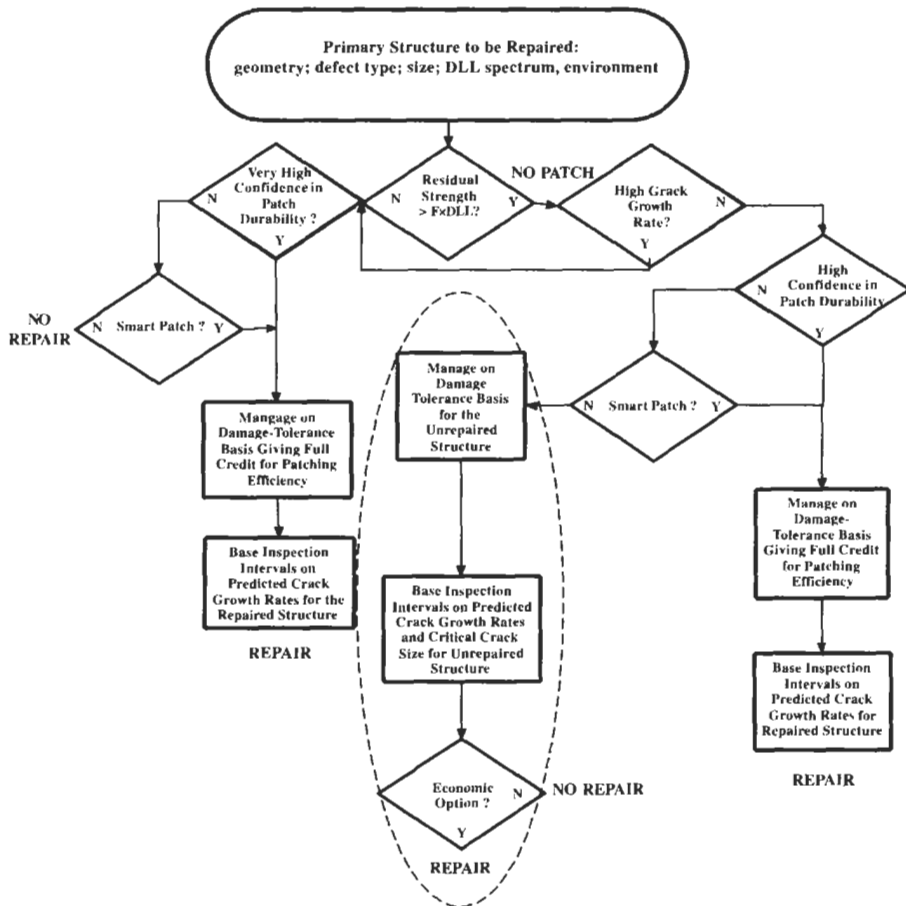 Primary Structure to be Repaired:
geometry; defect type; size; DLL spectrum, environment
Very High
Confidence in
Patch
Durability ?
N
Y
Residual
Strength
> F×DLL?
N
Y
NO PATCH
High Grack
Growth
Rate?
N
Y
High
Confidence in
Patch Durability
N
Y
NO
REPAIR
N
Smart Patch ?
Y
Manage on
Damage
Tolerance Basis
for the
Unrepaired
Structure
N
Smart Patch ?
Y
Mangage on
Damage-Tolerance
Basis Giving Full
Credit for Patching
Efficiency
Manage on
Damage-
Tolerance Basis
Giving Full Credit
for Patching
Efficiency
Base Inspection
Intervals on
Predicted Crack
Growth Rates for the
Repaired Structure
REPAIR
Base Inspection
Intervals on Predicted
Crack Growth Rates
and Critical Crack
Size for Unrepaired
Structure
Base Inspection
Intervals on
Predicted Crack
Growth Rates for
Repaired Structure
REPAIR
Economic
Option ?
N
Y
NO REPAIR
REPAIR